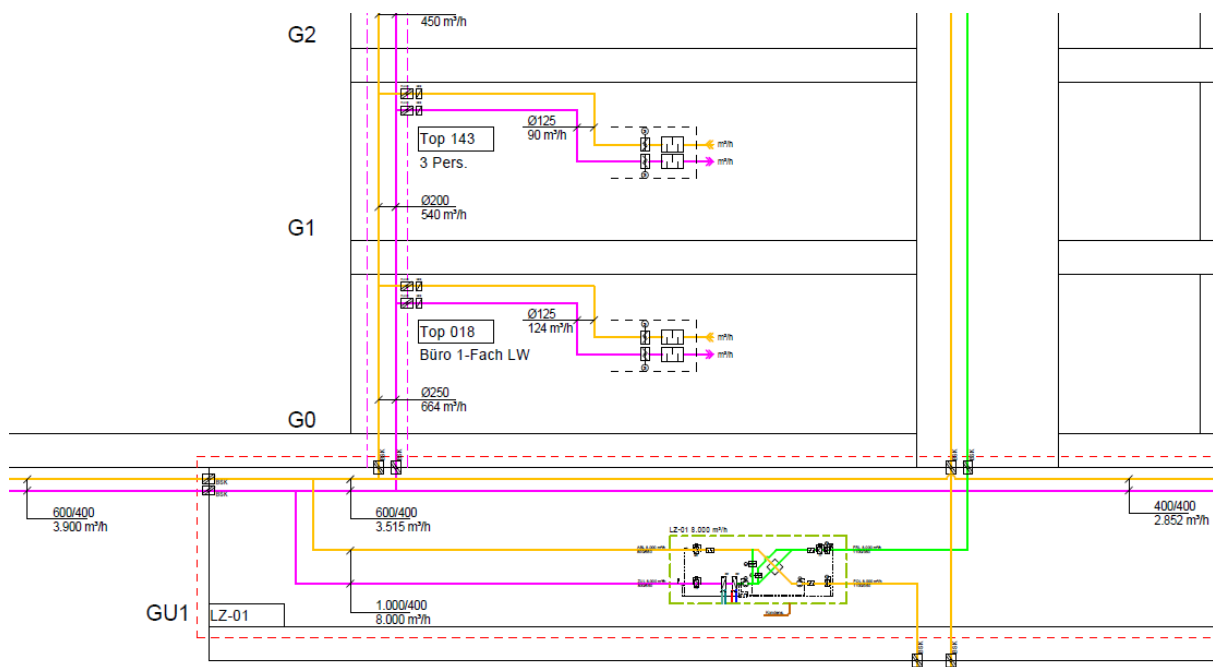 450 m³/h
G2
Ø125
90 m³/h
Top 143
3 Pers.
m³/h
m³/h
Ø200
540 m³/h
G1
Ø125
124 m³/h
Top 018
Büro 1-Fach LW
m³/h
m³/h
Ø250
664 m³/h
G0
BSK
BSK
BSK
BSK
BSK
BSK
600/400
3.900 m³/h
600/400
3.515 m³/h
400/400
2.852 m³/h
LZ-01 8.000 m³/h
1.000/400
8.000 m³/h
GU1
LZ-01
BSK
BSK